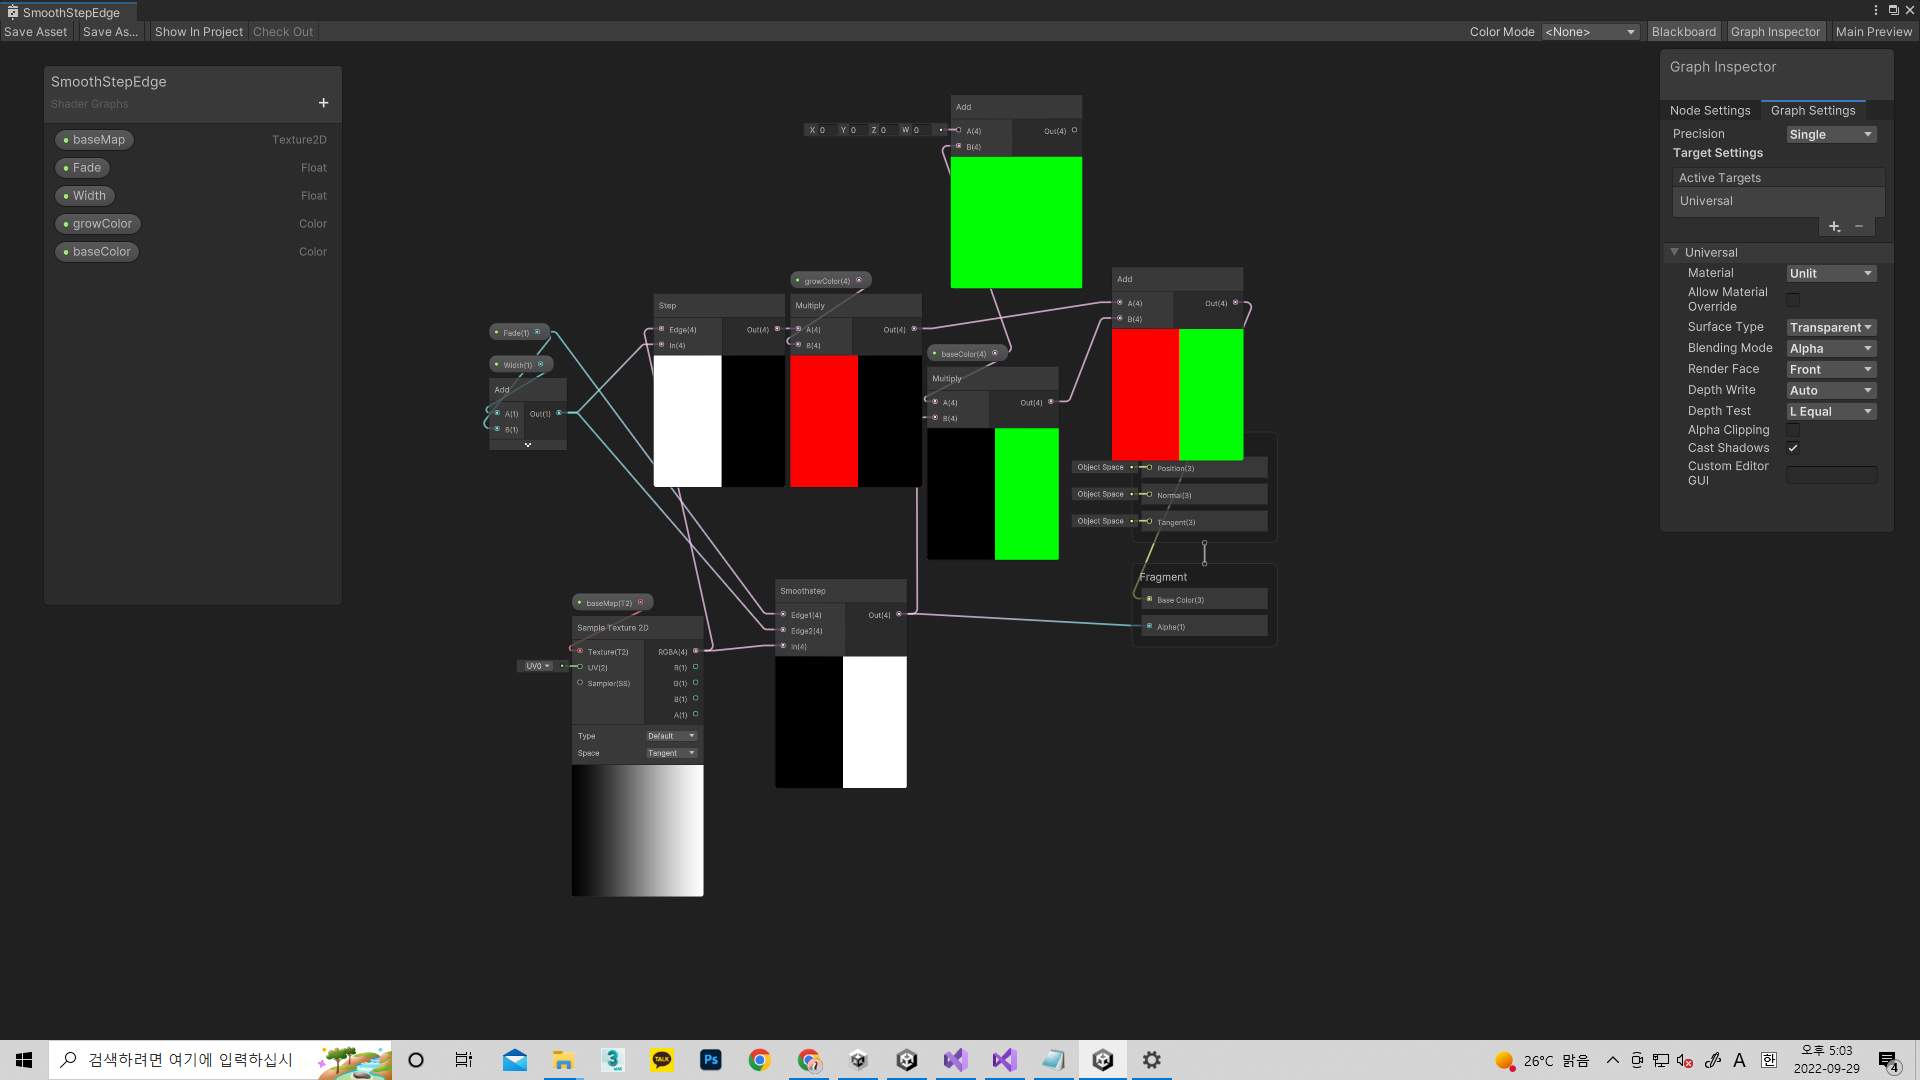 SmoothStepEdge
Save Asset
Save As...
Show In Project
Check Out
Color Mode
<None>
Blackboard
Graph Inspector
Main Preview
SmoothStepEdge
Shader Graphs
+
baseMap Texture2D
Fade Float
Width Float
growColor Color
baseColor Color
Add
X 0 Y 0 Z 0 W 0
A(4) Out(4)
B(4)
growColor(4)
Fade(1)
Width(1)
Add
A(1) Out(1)
B(1)
Step
Edge(4) Out(4)
In(4)
Multiply
A(4) Out(4)
B(4)
baseColor(4)
Multiply
A(4) Out(4)
B(4)
Add
A(4) Out(4)
B(4)
Object Space Position(3)
Object Space Normal(3)
Object Space Tangent(3)
Fragment
Base Color(3)
Alpha(1)
Smoothstep
Edge1(4) Out(4)
Edge2(4)
In(4)
baseMap(T2)
Sample Texture 2D
Texture(T2) RGBA(4)
UV0 UV(2) R(1)
Sampler(SS) G(1)
B(1)
A(1)
Type Default
Space Tangent
Graph Inspector
Node Settings Graph Settings
Precision Single
Target Settings
Active Targets
Universal
Universal
Material Unlit
Allow Material
Override
Surface Type Transparent
Blending Mode Alpha
Render Face Front
Depth Write Auto
Depth Test L Equal
Alpha Clipping
Cast Shadows
Custom Editor
GUI
검색하려면 여기에 입력하십시
3
MAX
TALK
Ps
26°C 맑음
A
한
오후 5:03
2022-09-29
4